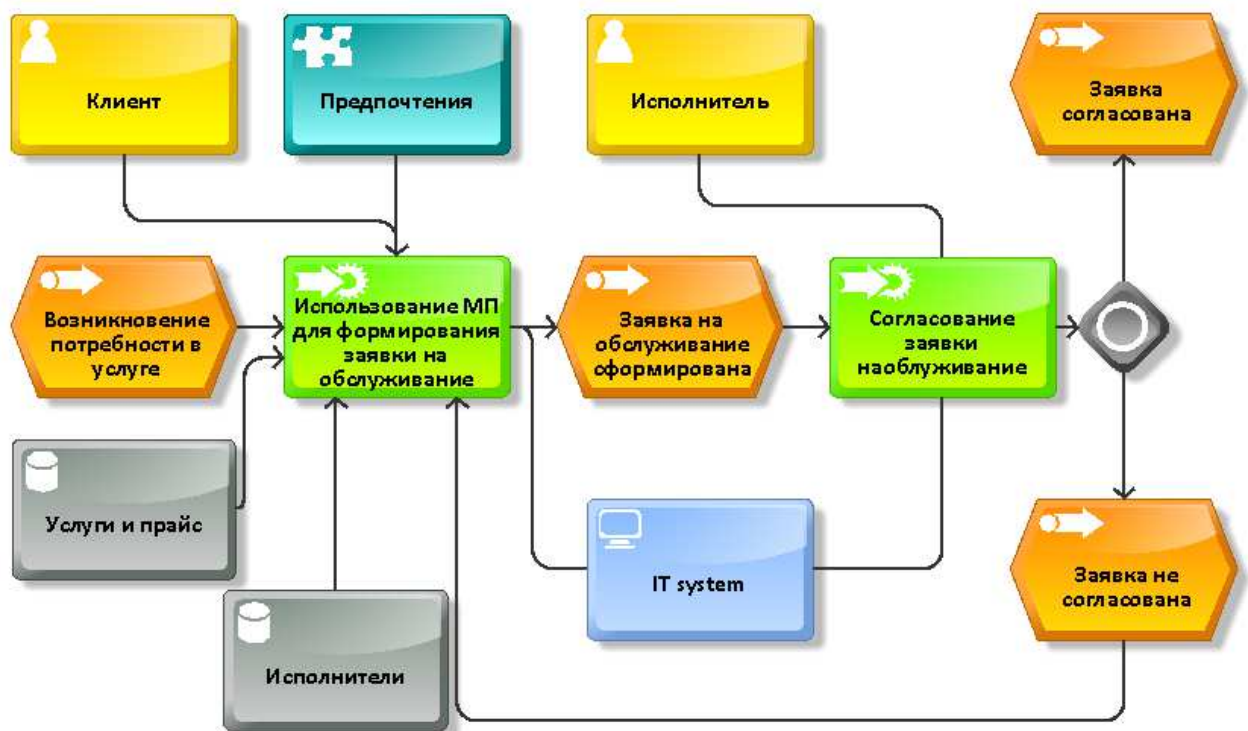 Клиент
Предпочтения
Исполнитель
Заявка
согласована
Возникновение
потребности в
услуге
Использование МП
для формирования
заявки на
обслуживание
Заявка на
обслуживание
сформирована
Согласование
заявки
наоблуживание
Услуги и прайс
IT system
Заявка не
согласована
Исполнители